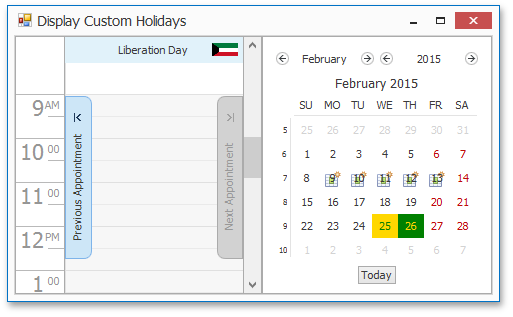 Display Custom Holidays
Liberation Day
9 AM
10 00
11 00
12 PM
1 00
Previous Appointment
Next Appointment
February 2015
February 2015
SU MO TU WE TH FR SA
5 25 26 27 28 29 30 31
6 1 2 3 4 5 6 7
7 8 9 10 11 12 13 14
8 15 16 17 18 19 20 21
9 22 23 24 25 26 27 28
10 1 2 3 4 5 6 7
Today